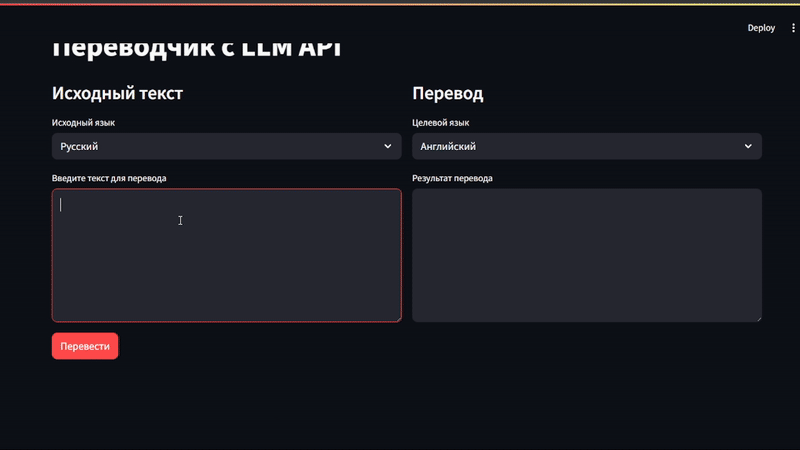 Deploy
Переводчик с LLM API
Исходный текст
Исходный язык
Русский
Введите текст для перевода
Перевести
Перевод
Целевой язык
Английский
Результат перевода